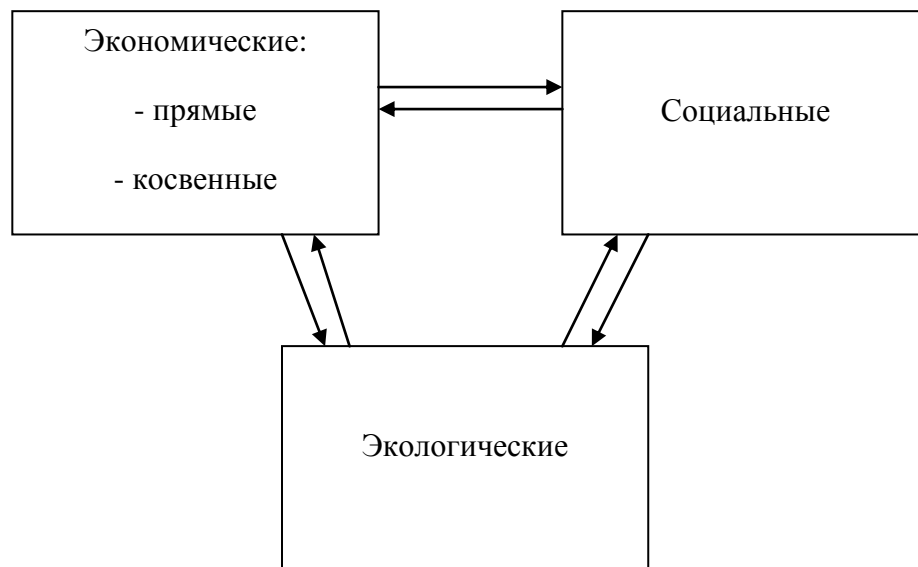 Экономические:
- прямые
- косвенные
Социальные
Экологические